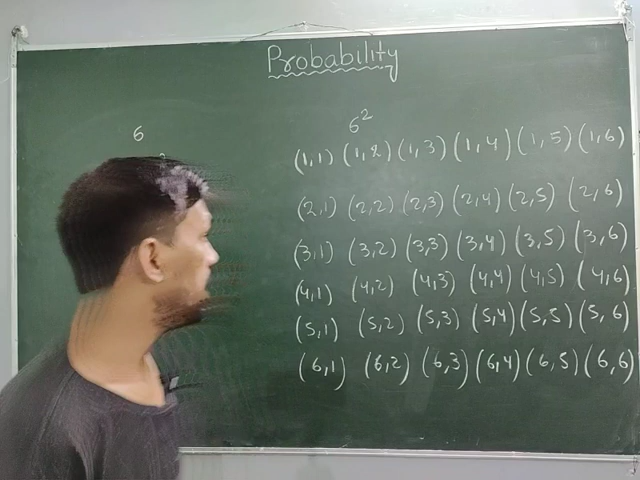 Probability
6
6²
(1,1) (1,2) (1,3) (1,4) (1,5) (1,6)
(2,1) (2,2) (2,3) (2,4) (2,5) (2,6)
(3,1) (3,2) (3,3) (3,4) (3,5) (3,6)
(4,1) (4,2) (4,3) (4,4) (4,5) (4,6)
(5,1) (5,2) (5,3) (5,4) (5,5) (5,6)
(6,1) (6,2) (6,3) (6,4) (6,5) (6,6)